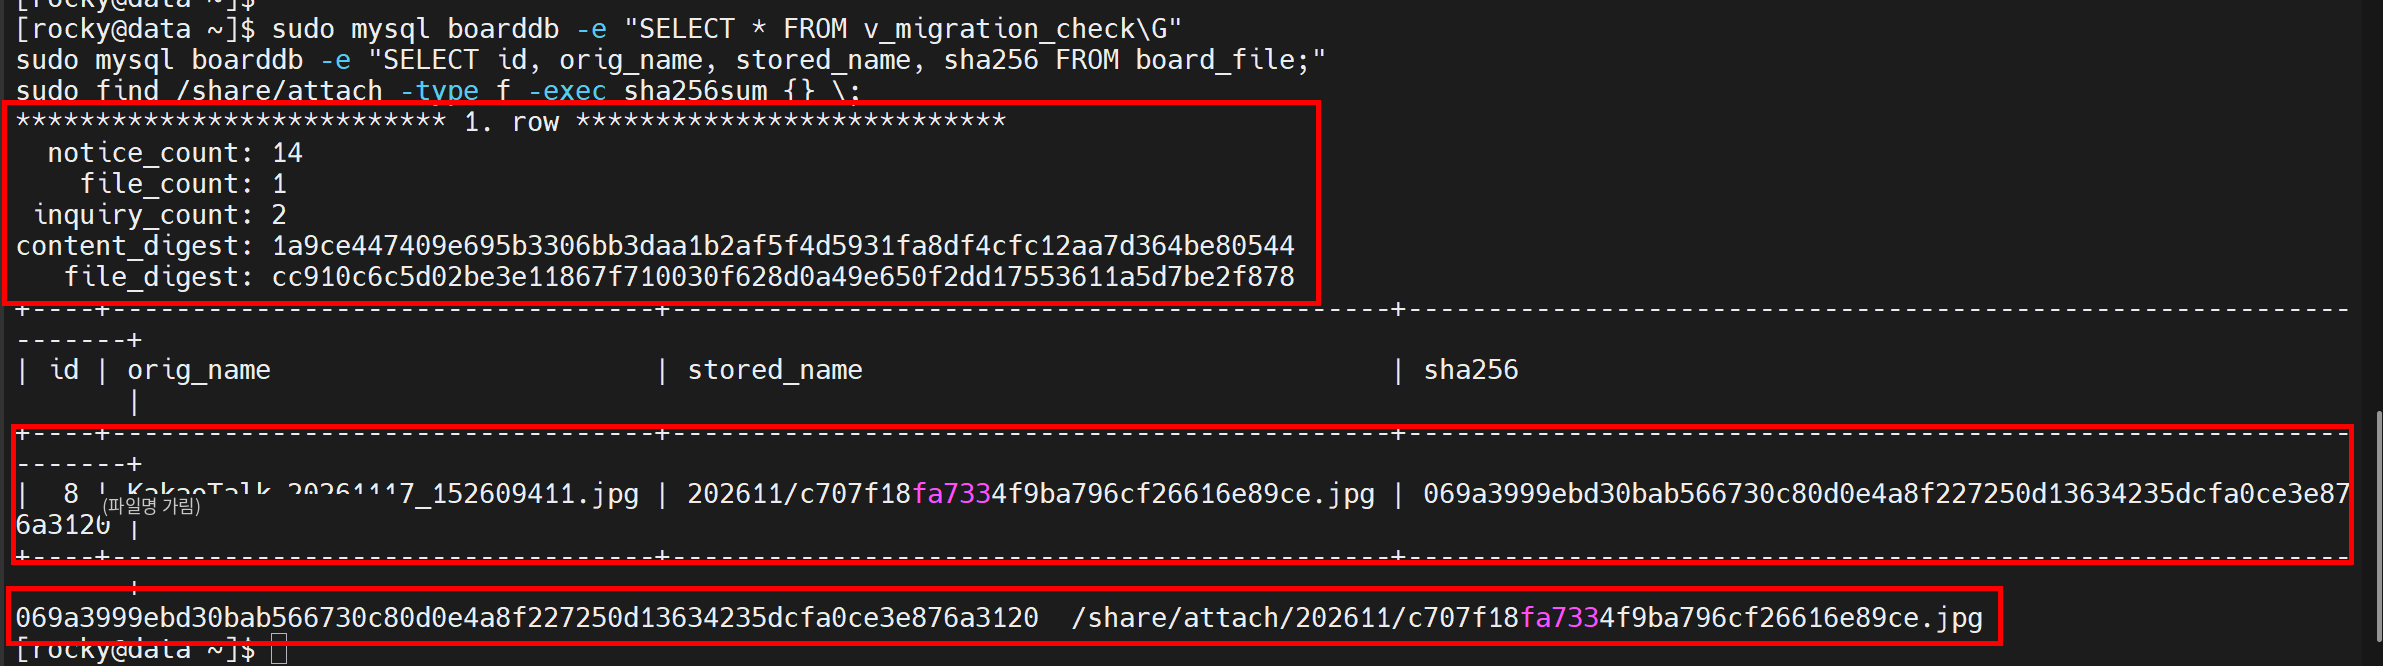 [rocky@data ~]$
[rocky@data ~]$ sudo mysql boarddb -e "SELECT * FROM v_migration_check\G"
sudo mysql boarddb -e "SELECT id, orig_name, stored_name, sha256 FROM board_file;"
sudo find /share/attach -type f -exec sha256sum {} \;
*************************** 1. row ***************************
notice_count: 14
file_count: 1
inquiry_count: 2
content_digest: 1a9ce447409e695b3306bb3daa1b2af5f4d5931fa8df4cfc12aa7d364be80544
file_digest: cc910c6c5d02be3e11867f710030f628d0a49e650f2dd17553611a5d7be2f878
+----+----------------------------------+---------------------------------------------+-----------------------------------------------------------
-------+
| id | orig_name | stored_name | sha256
|
+----+----------------------------------+---------------------------------------------+-----------------------------------------------------------
-------+
| 8 | KakaoTalk_20261117_152609411.jpg | 202611/c707f18fa7334f9ba796cf26616e89ce.jpg | 069a3999ebd30bab566730c80d0e4a8f227250d13634235dcfa0ce3e87
(파일명 가림)
6a3120 |
+----+----------------------------------+---------------------------------------------+-----------------------------------------------------------
+
069a3999ebd30bab566730c80d0e4a8f227250d13634235dcfa0ce3e876a3120 /share/attach/202611/c707f18fa7334f9ba796cf26616e89ce.jpg
[rocky@data ~]$